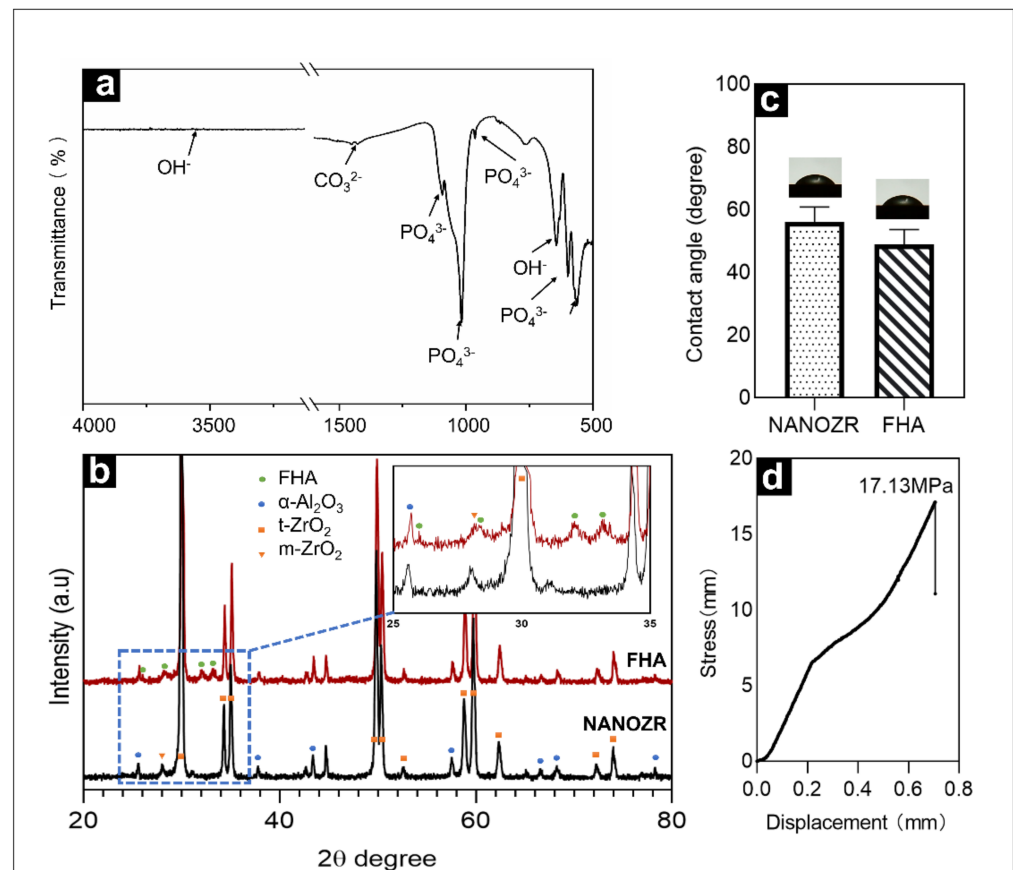 a
Transmittance ( % )
OH-
CO₃²⁻
PO₄³⁻
PO₄³⁻
PO₄³⁻
OH-
PO₄³⁻
4000 3500 1500 1000 500
b
Intensity (a.u)
FHA
α-Al₂O₃
t-ZrO₂
m-ZrO₂
25 30 35
FHA
NANOZR
20 40 60 80
2θ degree
c
Contact angle (degree)
100
80
60
40
20
0
NANOZR FHA
d
Stress(mm)
20
15
10
5
0
17.13MPa
0.0 0.2 0.4 0.6 0.8
Displacement (mm)